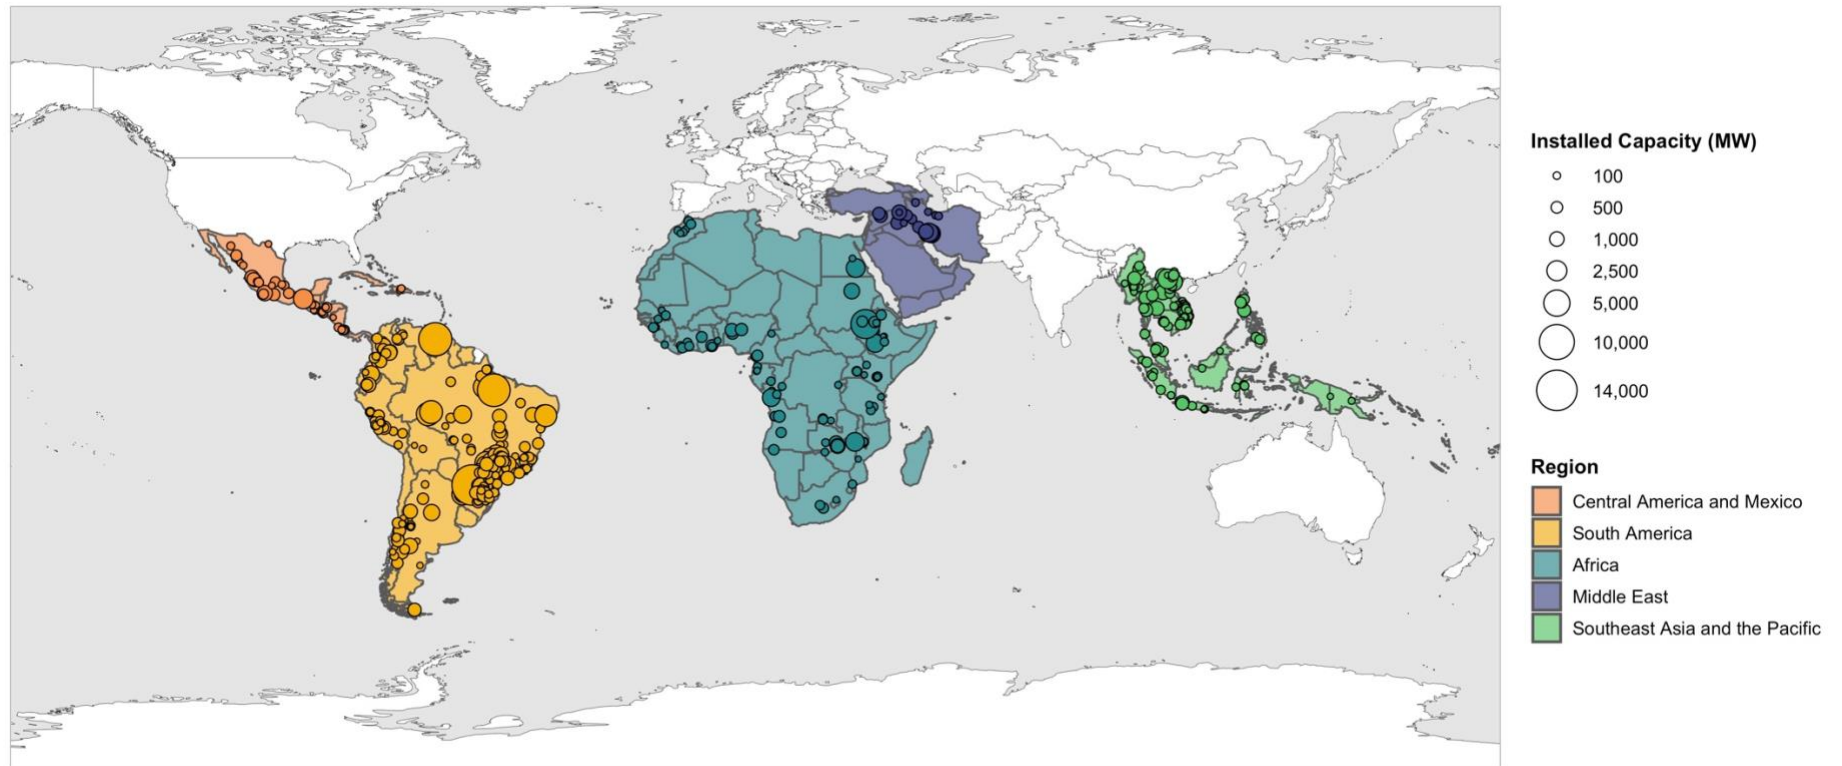 Installed Capacity (MW)
100
500
1,000
2,500
5,000
10,000
14,000
Region
Central America and Mexico
South America
Africa
Middle East
Southeast Asia and the Pacific